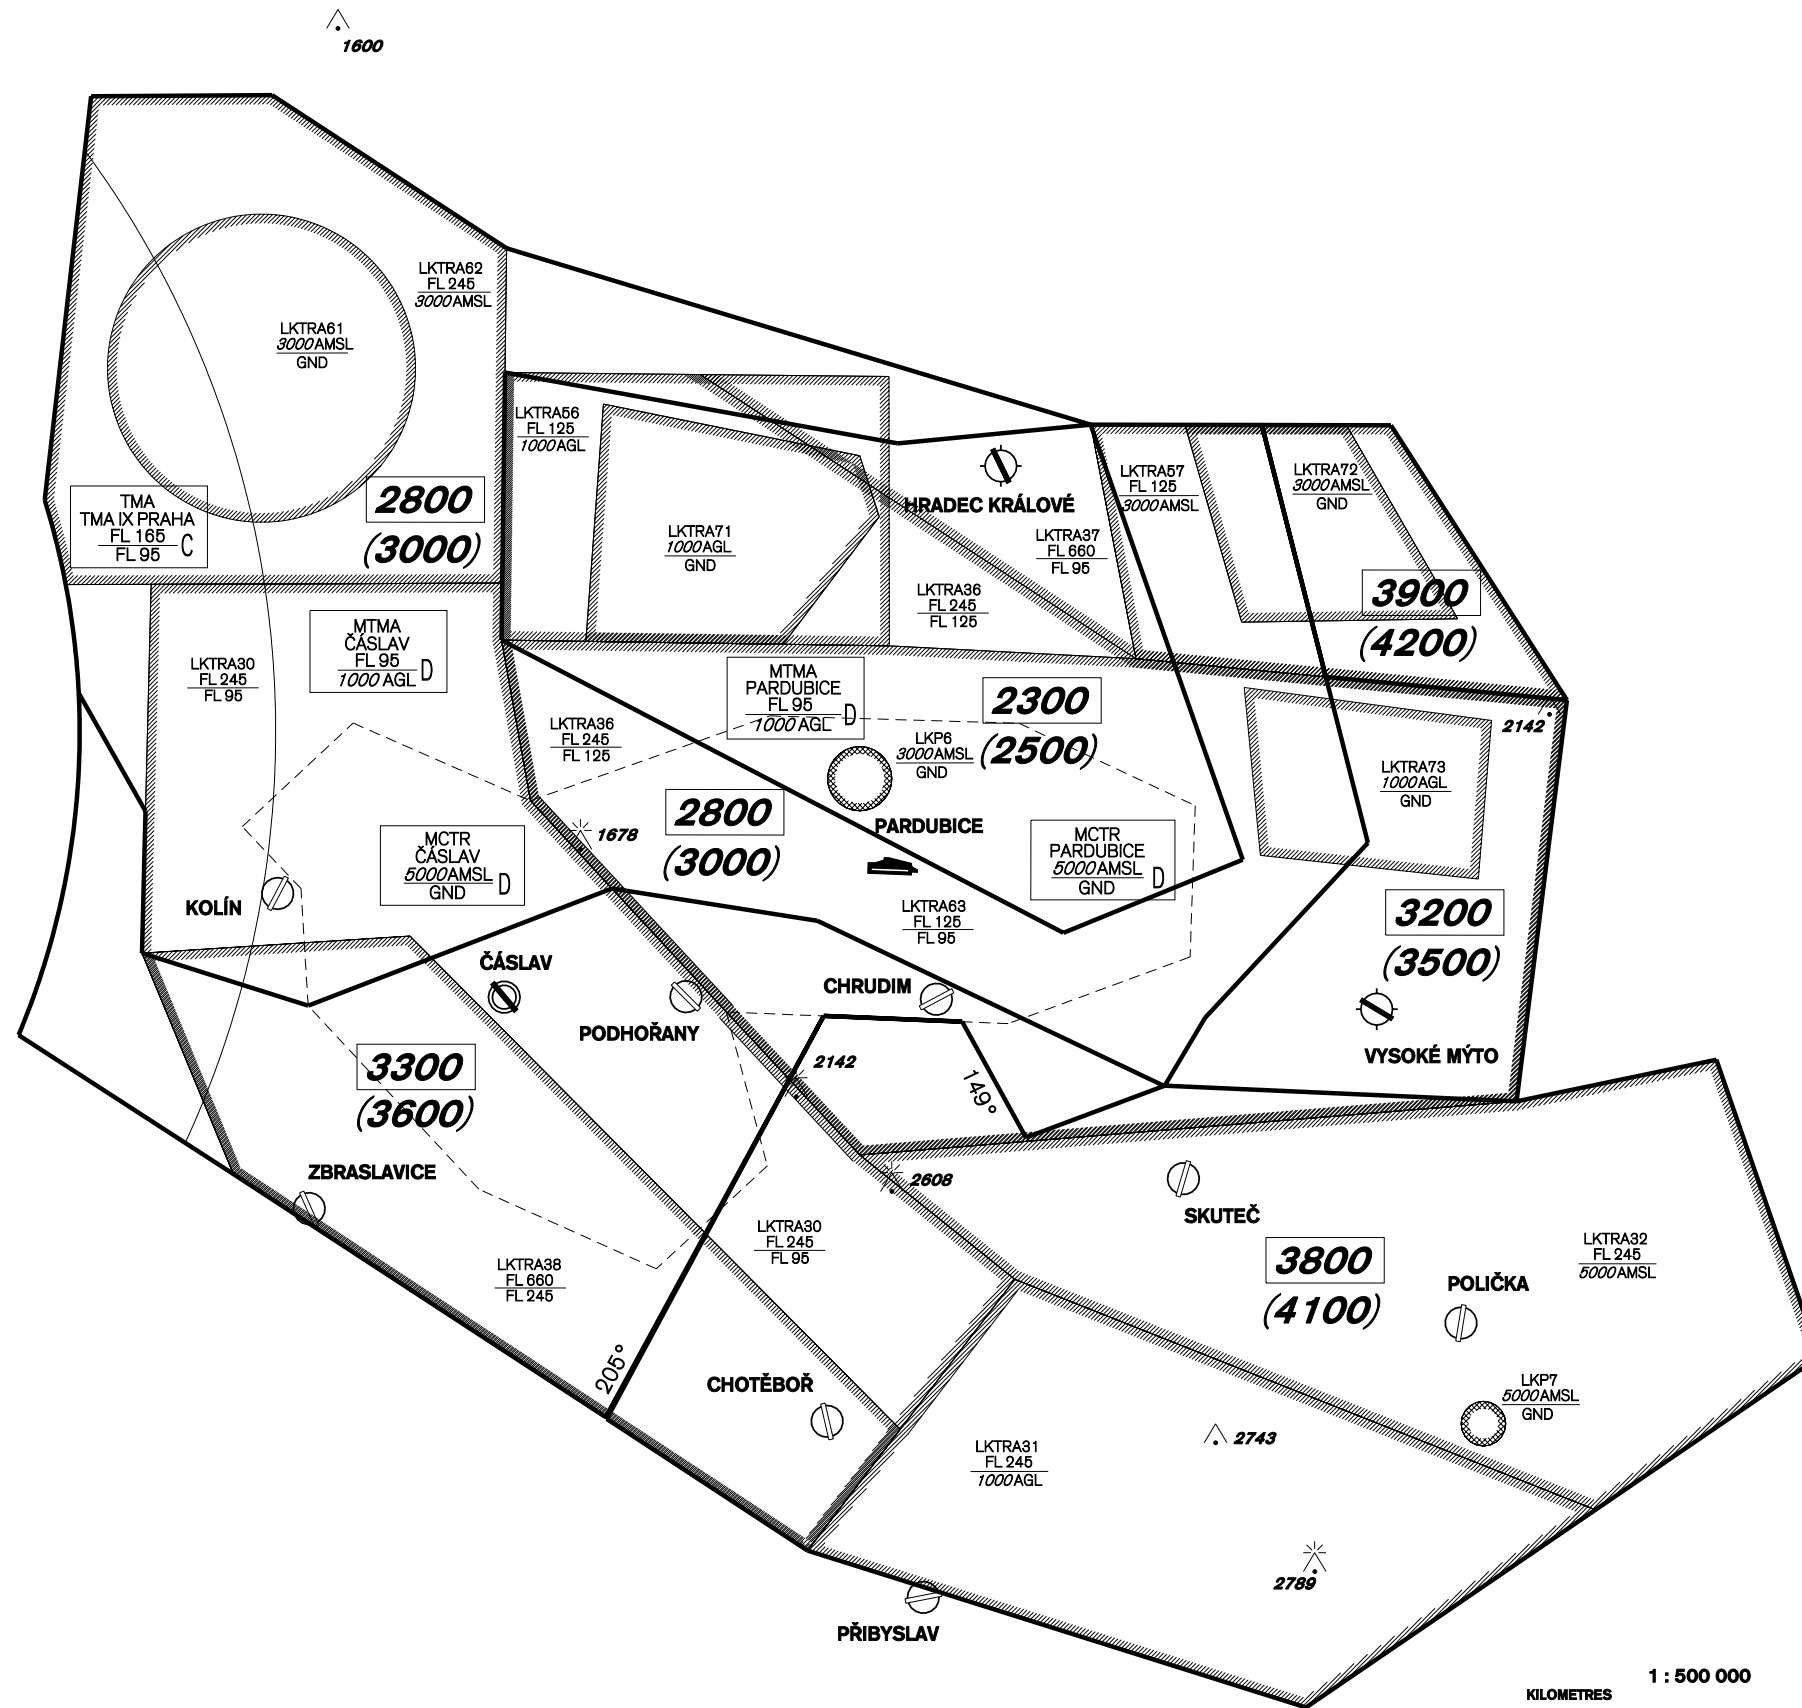 1600
LKTRA62
FL 245
3000 AMSL
LKTRA61
3000 AMSL
GND
TMA
TMA IX PRAHA
FL 165
FL 95 C
2800
(3000)
LKTRA56
FL 125
1000 AGL
LKTRA71
1000 AGL
GND
HRADEC KRÁLOVÉ
LKTRA37
FL 660
FL 95
LKTRA36
FL 245
FL 125
LKTRA57
FL 125
3000 AMSL
LKTRA72
3000 AMSL
GND
3900
(4200)
MTMA
ČÁSLAV
FL 95
1000 AGL D
LKTRA30
FL 245
FL 95
MTMA
PARDUBICE
FL 95
1000 AGL D
2300
(2500)
LKTRA36
FL 245
FL 125
LKP6
3000 AMSL
GND
2142
LKTRA73
1000 AGL
GND
2800
(3000)
1678
PARDUBICE
MCTR
ČÁSLAV
5000 AMSL
GND D
MCTR
PARDUBICE
5000 AMSL
GND D
KOLÍN
LKTRA63
FL 125
FL 95
3200
(3500)
ČÁSLAV
CHRUDIM
PODHOŘANY
VYSOKÉ MÝTO
3300
(3600)
2142
149°
ZBRASLAVICE
2608
SKUTEČ
LKTRA30
FL 245
FL 95
LKTRA38
FL 660
FL 245
3800
(4100)
LKTRA32
FL 245
5000 AMSL
POLIČKA
205°
CHOTĚBOŘ
LKP7
5000 AMSL
GND
2743
LKTRA31
FL 245
1000 AGL
2789
PŘIBYSLAV
1 : 500 000
KILOMETRES